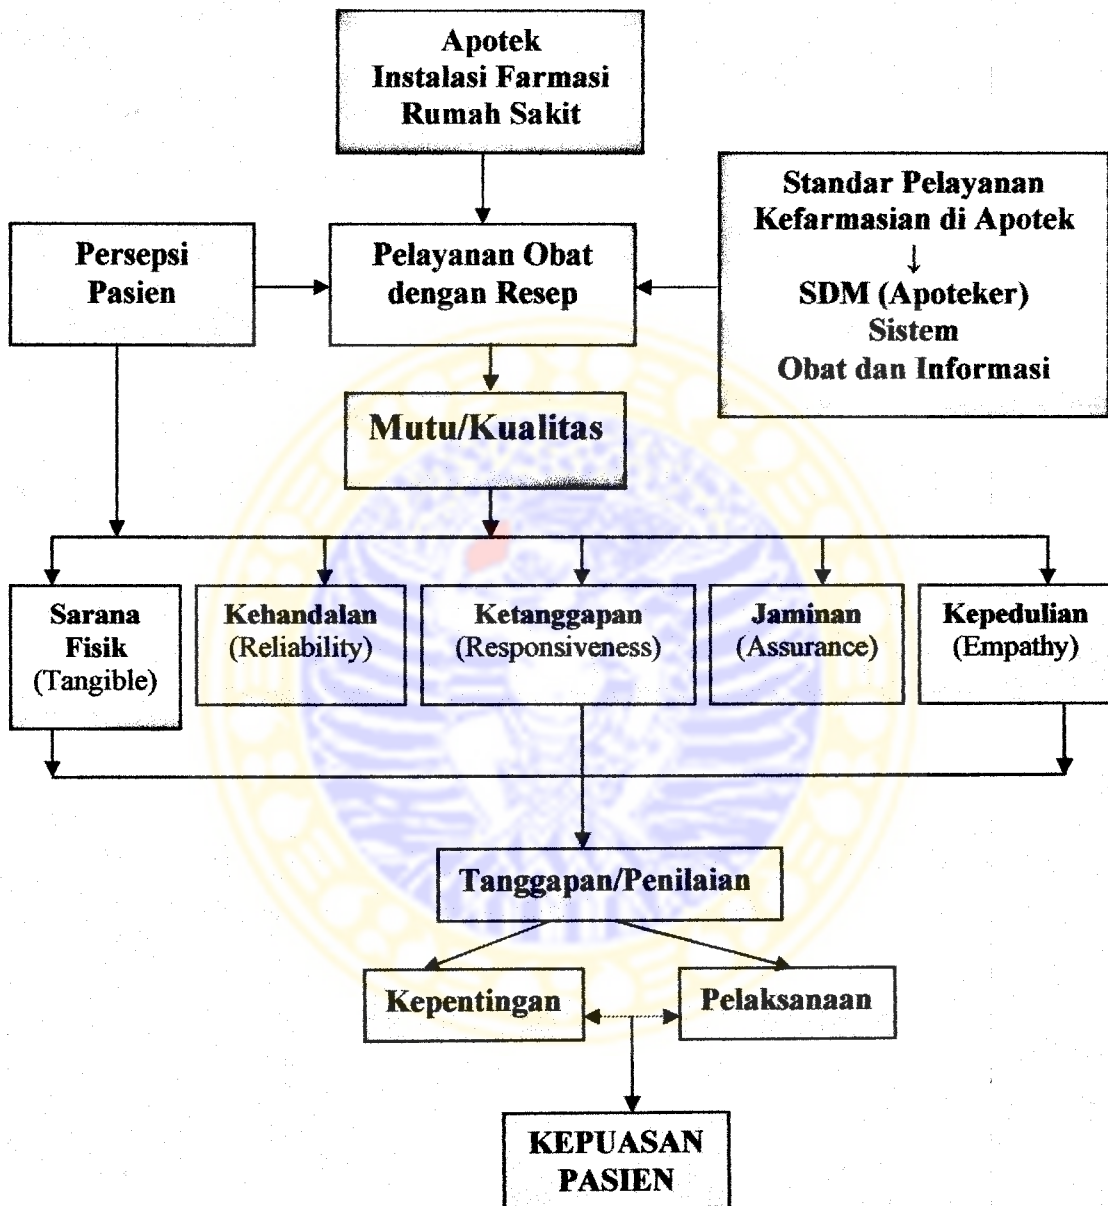 Apotek
Instalasi Farmasi
Rumah Sakit
Standar Pelayanan
Kefarmasian di Apotek
↓
SDM (Apoteker)
Sistem
Obat dan Informasi
Persepsi
Pasien
Pelayanan Obat
dengan Resep
Mutu/Kualitas
Sarana
Fisik
(Tangible)
Kehandalan
(Reliability)
Ketanggapan
(Responsiveness)
Jaminan
(Assurance)
Kepedulian
(Empathy)
Tanggapan/Penilaian
Kepentingan
Pelaksanaan
KEPUASAN
PASIEN